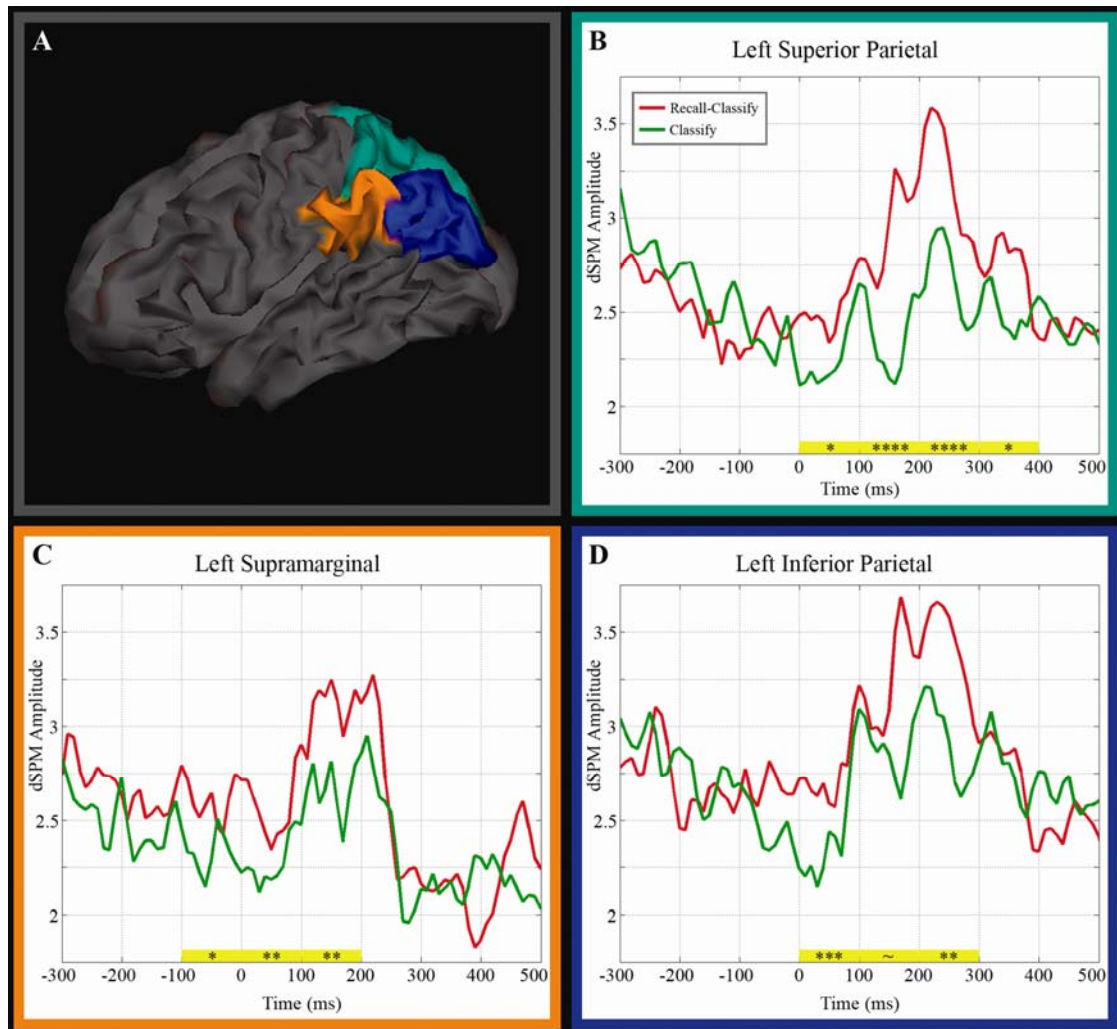 A
B
Left Superior Parietal
Recall-Classify
Classify
dSPM Amplitude
3.5
3
2.5
2
* **** **** *
-300 -200 -100 0 100 200 300 400 500
Time (ms)
C
Left Supramarginal
dSPM Amplitude
3.5
3
2.5
2
* ** **
-300 -200 -100 0 100 200 300 400 500
Time (ms)
D
Left Inferior Parietal
dSPM Amplitude
3.5
3
2.5
2
*** ~ **
-300 -200 -100 0 100 200 300 400 500
Time (ms)